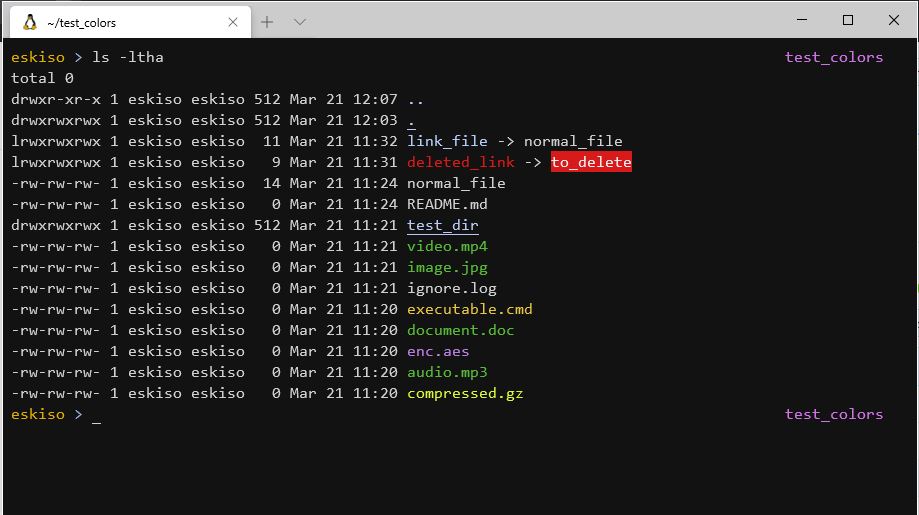 ~/test_colors
eskiso > ls -ltha test_colors
total 0
drwxr-xr-x 1 eskiso eskiso 512 Mar 21 12:07 ..
drwxrwxrwx 1 eskiso eskiso 512 Mar 21 12:03 .
lrwxrwxrwx 1 eskiso eskiso  11 Mar 21 11:32 link_file -> normal_file
lrwxrwxrwx 1 eskiso eskiso   9 Mar 21 11:31 deleted_link -> to_delete
-rw-rw-rw- 1 eskiso eskiso  14 Mar 21 11:24 normal_file
-rw-rw-rw- 1 eskiso eskiso   0 Mar 21 11:24 README.md
drwxrwxrwx 1 eskiso eskiso 512 Mar 21 11:21 test_dir
-rw-rw-rw- 1 eskiso eskiso   0 Mar 21 11:21 video.mp4
-rw-rw-rw- 1 eskiso eskiso   0 Mar 21 11:21 image.jpg
-rw-rw-rw- 1 eskiso eskiso   0 Mar 21 11:21 ignore.log
-rw-rw-rw- 1 eskiso eskiso   0 Mar 21 11:20 executable.cmd
-rw-rw-rw- 1 eskiso eskiso   0 Mar 21 11:20 document.doc
-rw-rw-rw- 1 eskiso eskiso   0 Mar 21 11:20 enc.aes
-rw-rw-rw- 1 eskiso eskiso   0 Mar 21 11:20 audio.mp3
-rw-rw-rw- 1 eskiso eskiso   0 Mar 21 11:20 compressed.gz
eskiso > _ test_colors